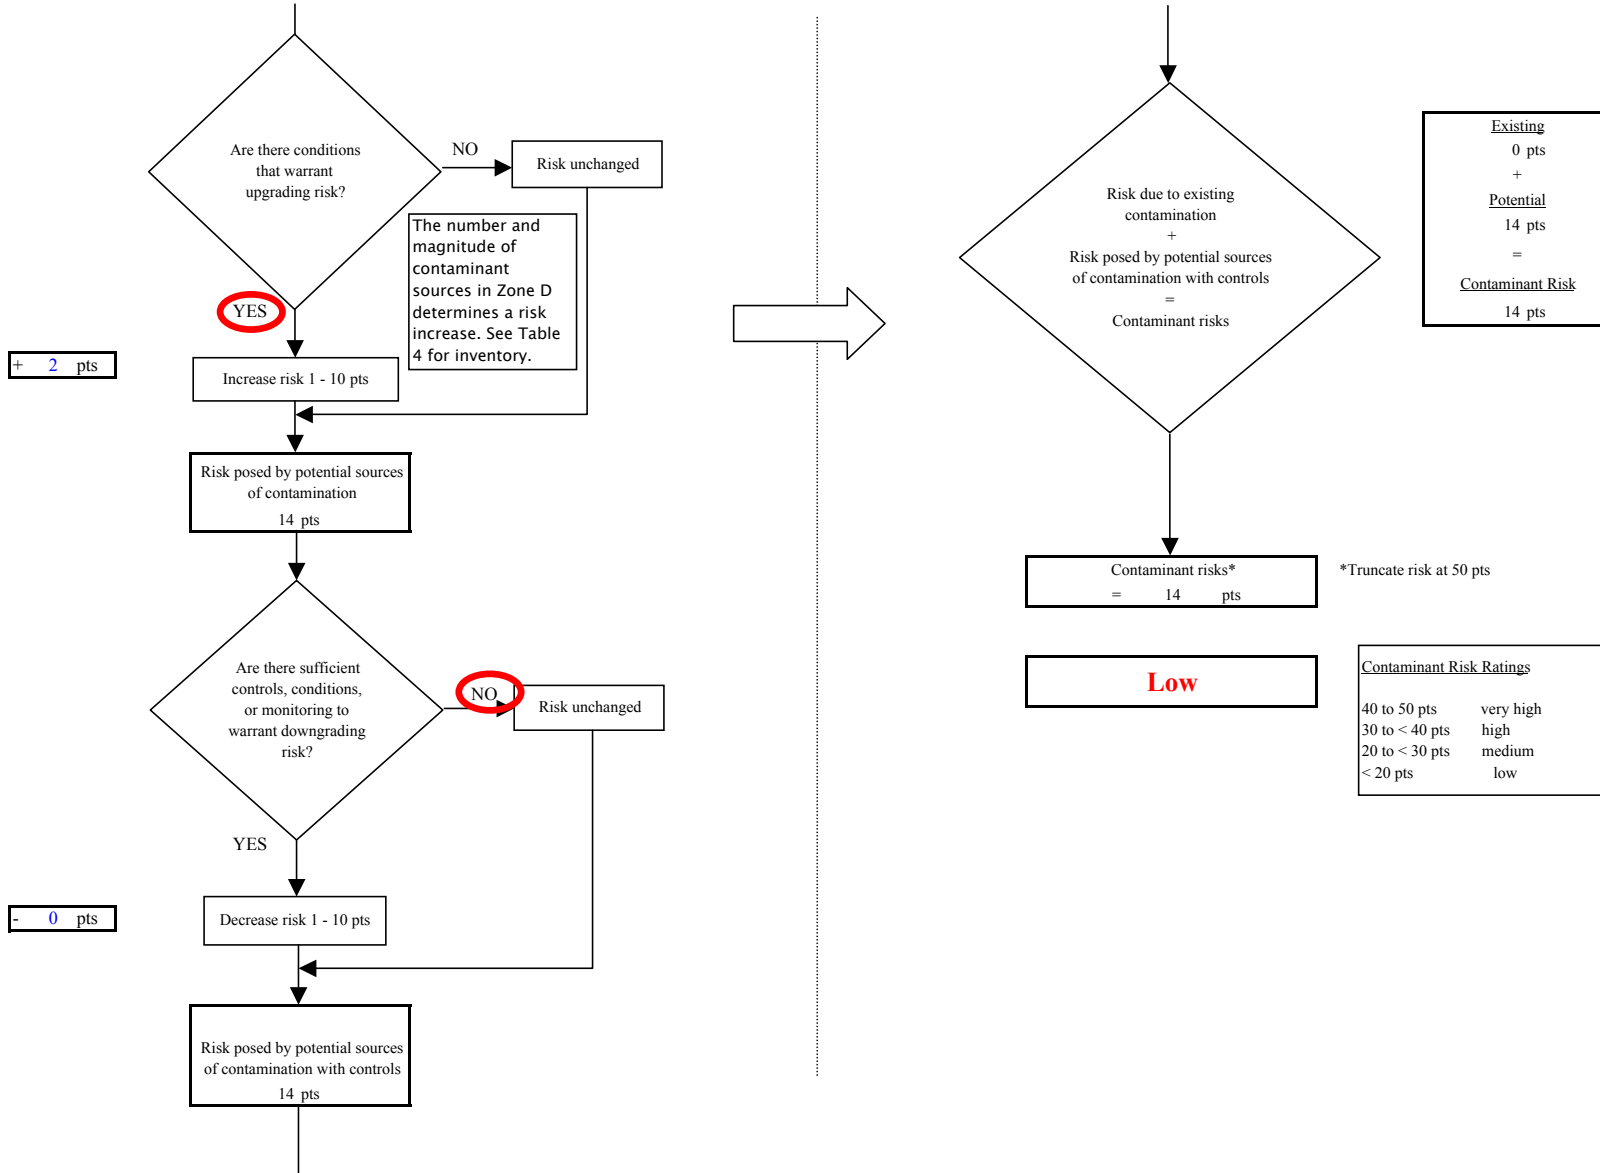 Are there conditions
that warrant
upgrading risk?
NO
Risk unchanged
The number and
magnitude of
contaminant
sources in Zone D
determines a risk
increase. See Table
4 for inventory.
YES
+ 2 pts
Increase risk 1 - 10 pts
Risk posed by potential sources
of contamination
14 pts
Are there sufficient
controls, conditions,
or monitoring to
warrant downgrading
risk?
NO
Risk unchanged
YES
- 0 pts
Decrease risk 1 - 10 pts
Risk posed by potential sources
of contamination with controls
14 pts
Risk due to existing
contamination
+
Risk posed by potential sources
of contamination with controls
=
Contaminant risks
Existing
0 pts
+
Potential
14 pts
=
Contaminant Risk
14 pts
Contaminant risks*
= 14 pts
*Truncate risk at 50 pts
Low
Contaminant Risk Ratings
40 to 50 pts very high
30 to < 40 pts high
20 to < 30 pts medium
< 20 pts low